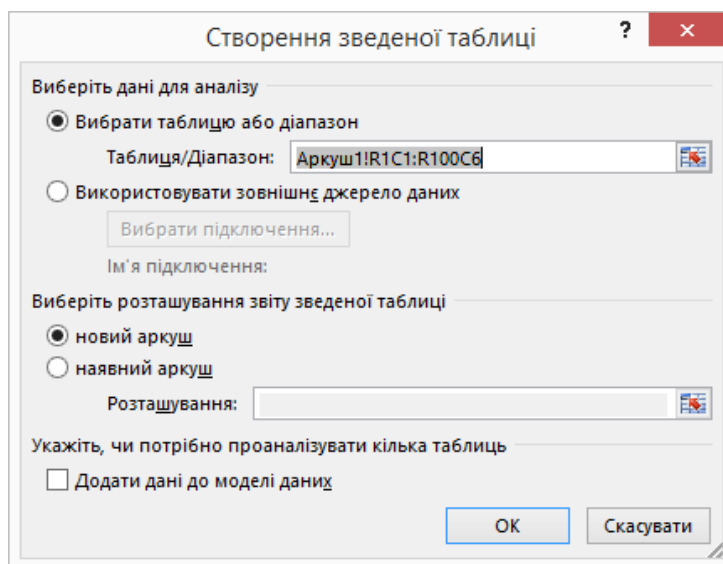 Створення зведеної таблиці
?
Виберіть дані для аналізу
Вибрати таблицю або діапазон
Таблиця/Діапазон: Аркуш1!R1C1:R100C6
Використовувати зовнішнє джерело даних
Вибрати підключення...
Ім'я підключення:
Виберіть розташування звіту зведеної таблиці
новий аркуш
наявний аркуш
Розташування:
Укажіть, чи потрібно проаналізувати кілька таблиць
Додати дані до моделі даних
ОК Скасувати